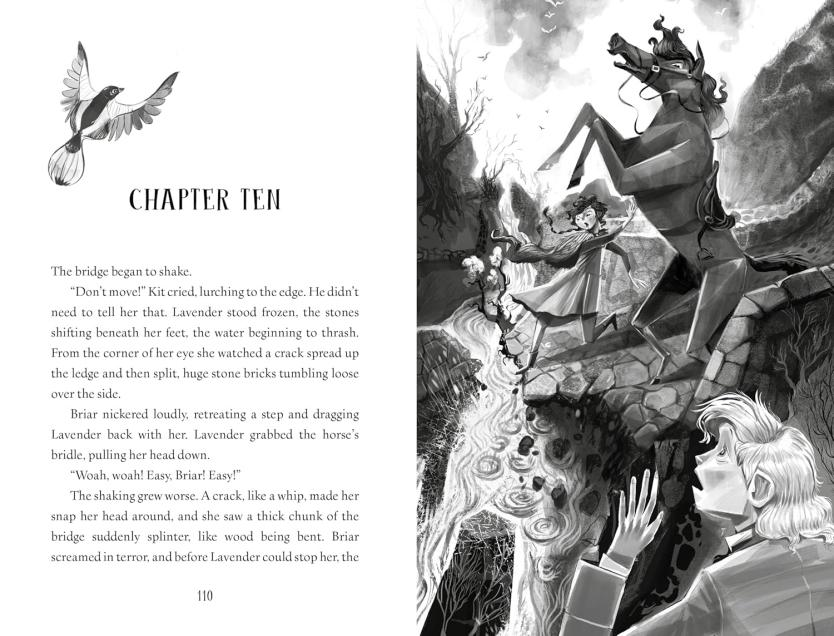 CHAPTER TEN
The bridge began to shake.
“Don’t move!” Kit cried, lurching to the edge. He didn’t
need to tell her that. Lavender stood frozen, the stones
shifting beneath her feet, the water beginning to thrash.
From the corner of her eye she watched a crack spread up
the ledge and then split, huge stone bricks tumbling loose
over the side.
Briar nickered loudly, retreating a step and dragging
Lavender back with her. Lavender grabbed the horse’s
bridle, pulling her head down.
“Woah, woah! Easy, Briar! Easy!”
The shaking grew worse. A crack, like a whip, made her
snap her head around, and she saw a thick chunk of the
bridge suddenly splinter, like wood being bent. Briar
screamed in terror, and before Lavender could stop her, the
110